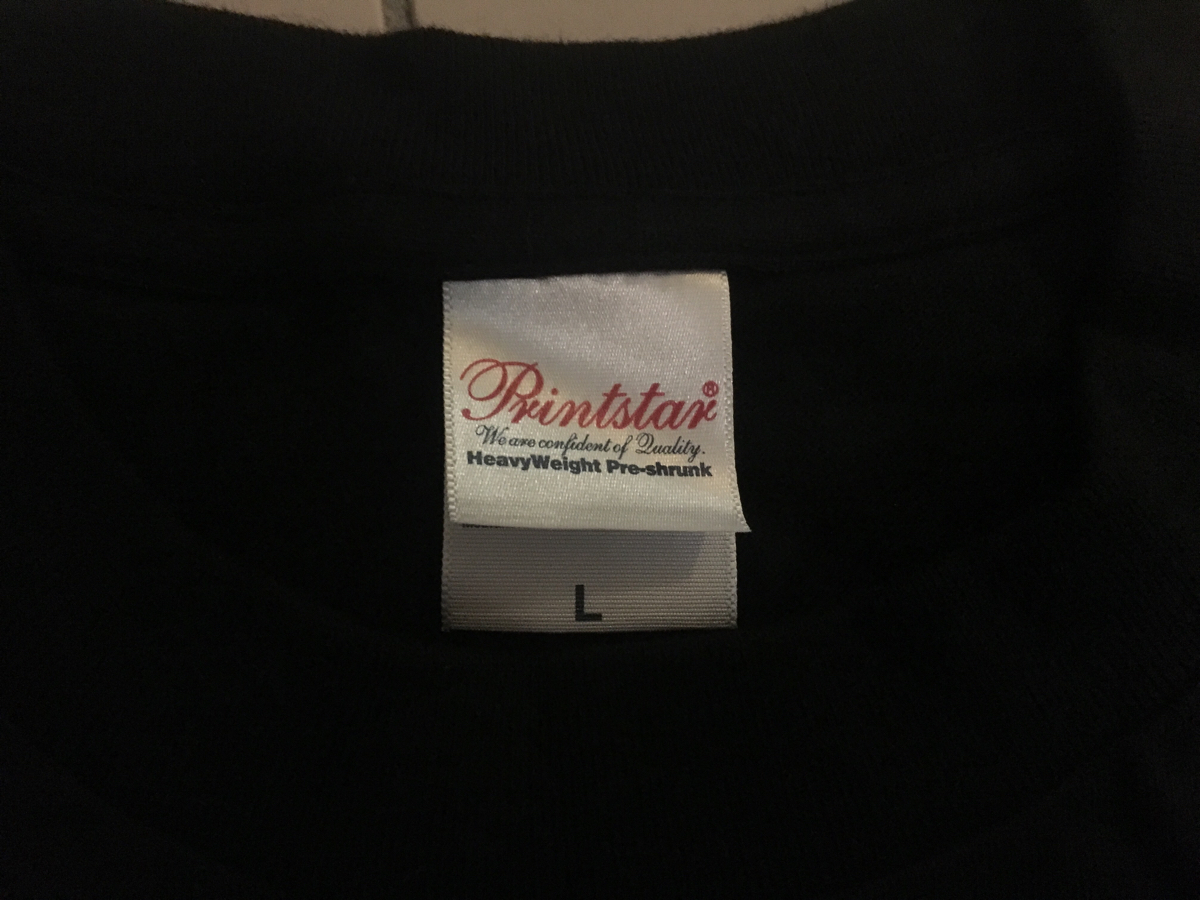 Printstar®
We are confident of Quality.
HeavyWeight Pre-shrunk
L